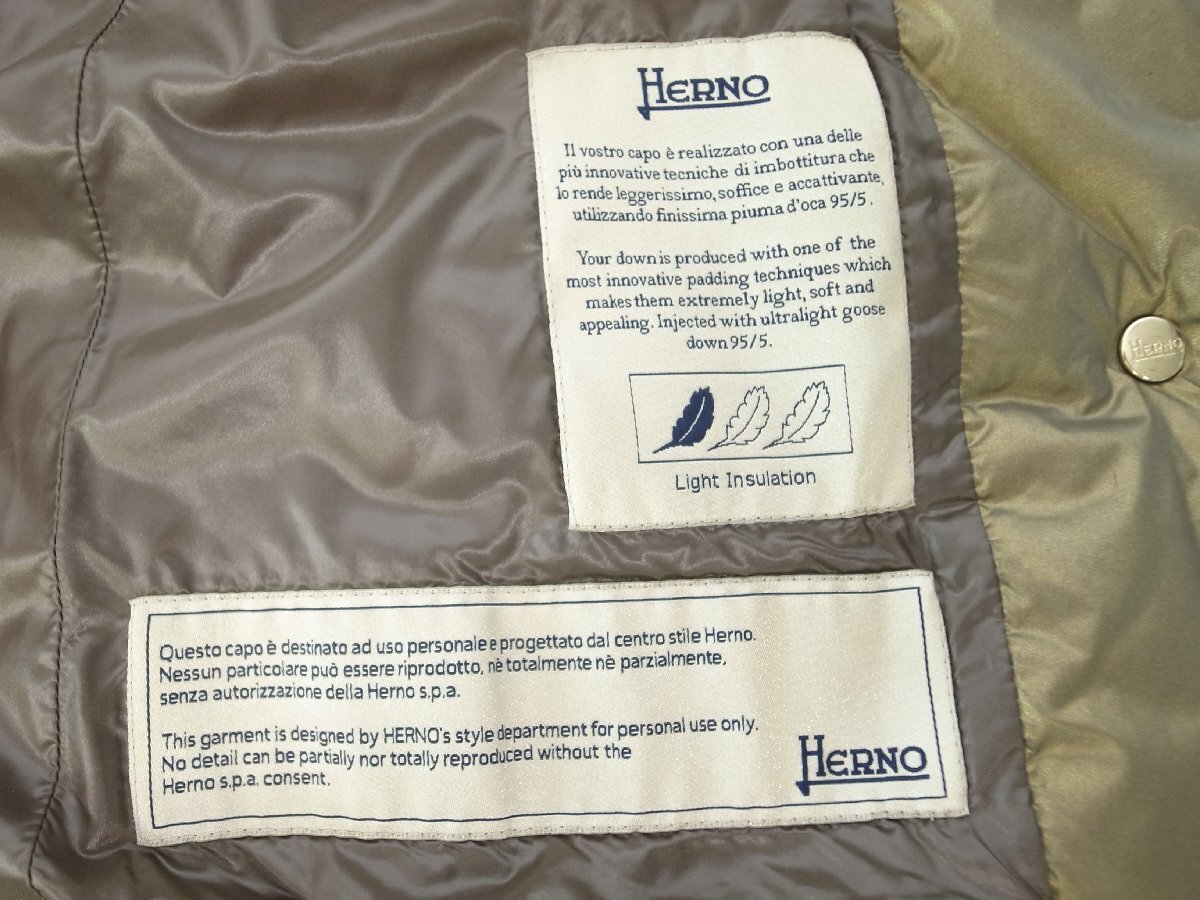 HERNO
Il vostro capo è realizzato con una delle
più innovative tecniche di imbottitura che
lo rende leggerissimo, soffice e accattivante,
utilizzando finissima piuma d'oca 95/5.
Your down is produced with one of the
most innovative padding techniques which
makes them extremely light, soft and
appealing. Injected with ultralight goose
down 95/5.
Light Insulation
HERNO
Questo capo è destinato ad uso personale e progettato dal centro stile Herno.
Nessun particolare può essere riprodotto, nè totalmente nè parzialmente,
senza autorizzazione della Herno s.p.a.
This garment is designed by HERNO's style department for personal use only.
No detail can be partially nor totally reproduced without the
Herno s.p.a. consent.
HERNO